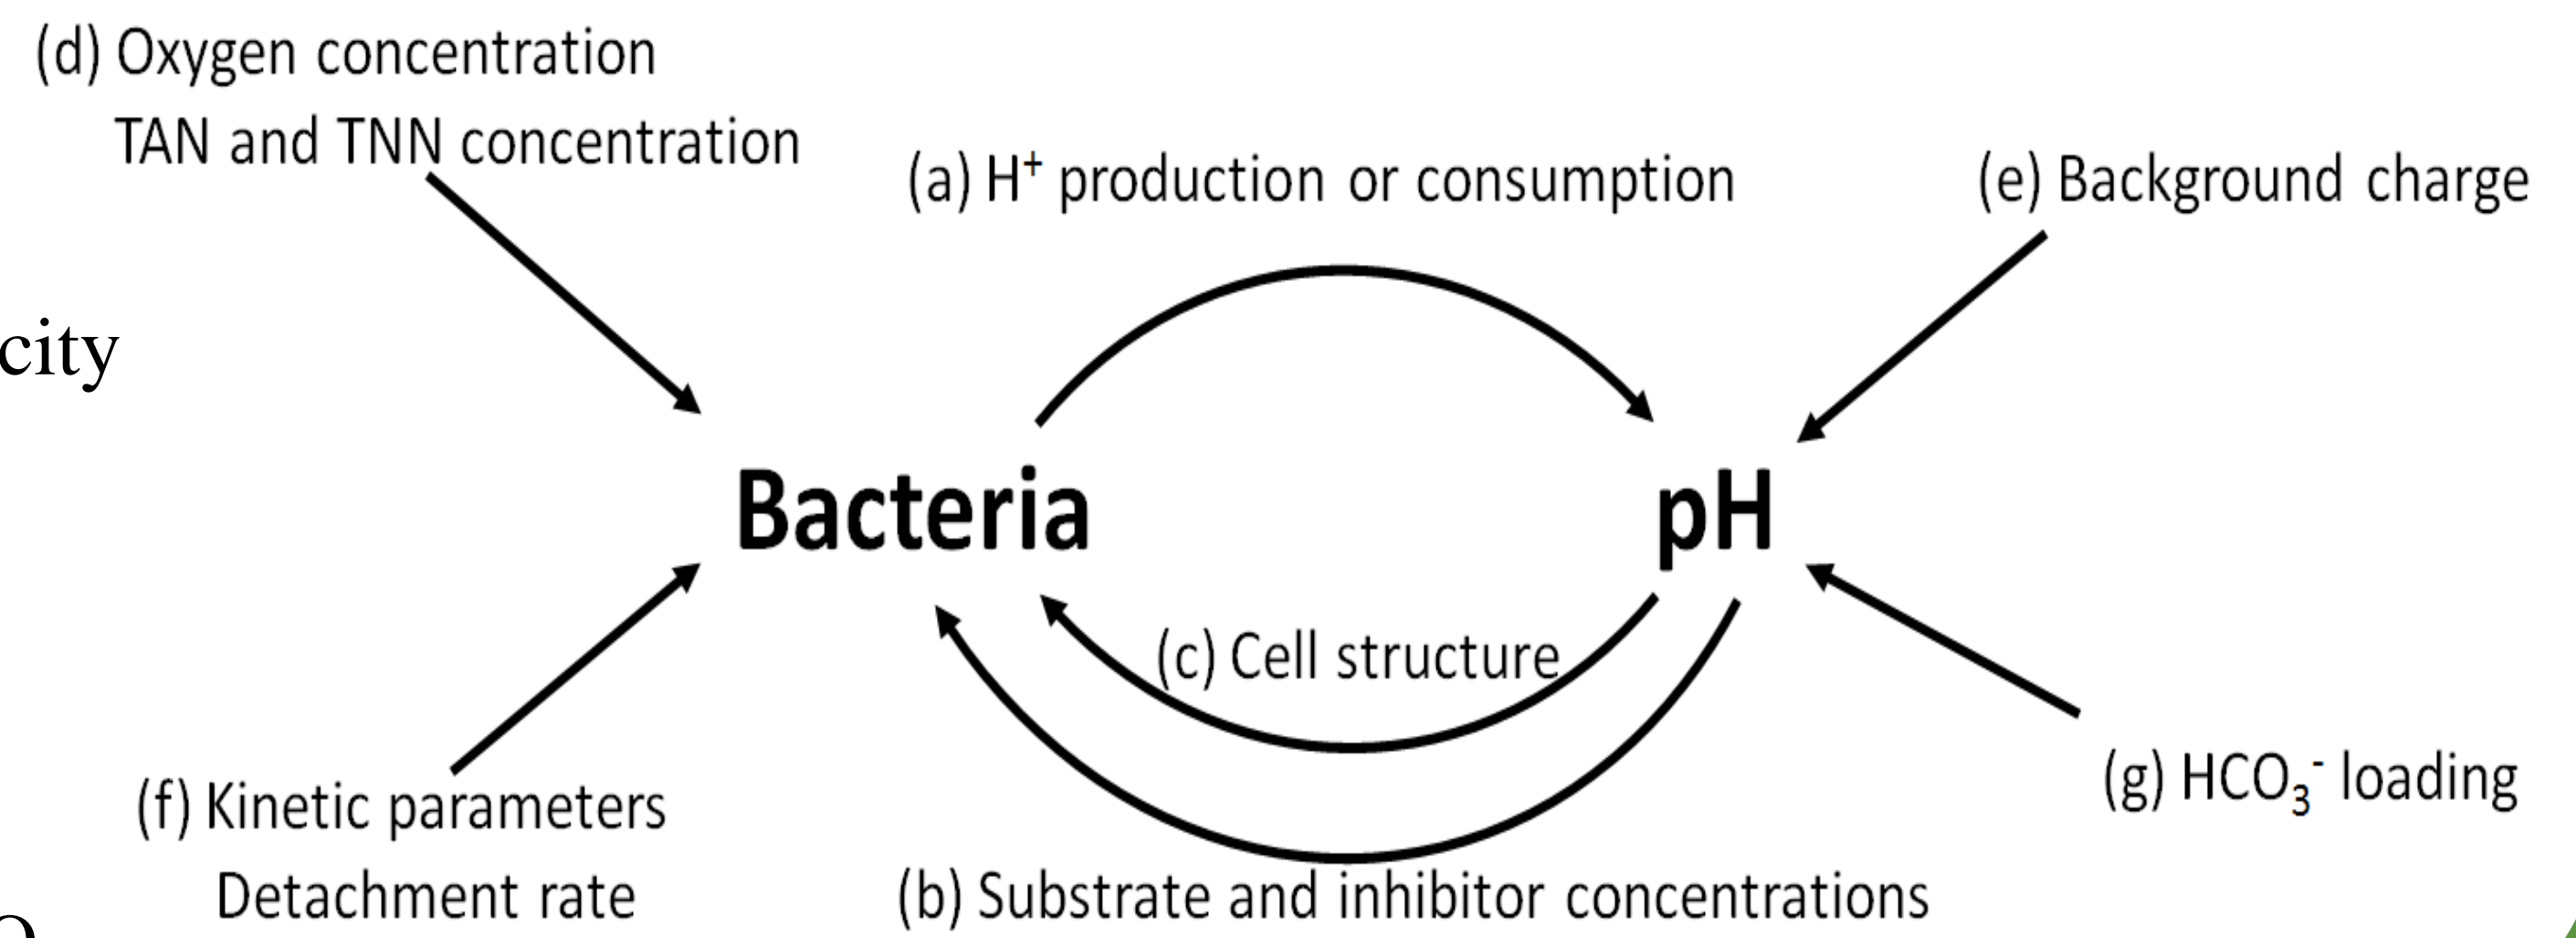 (d) Oxygen concentration
TAN and TNN concentration
(a) H⁺ production or consumption
(e) Background charge
city
Bacteria
pH
(c) Cell structure
(f) Kinetic parameters
Detachment rate
(g) HCO₃⁻ loading
(b) Substrate and inhibitor concentrations